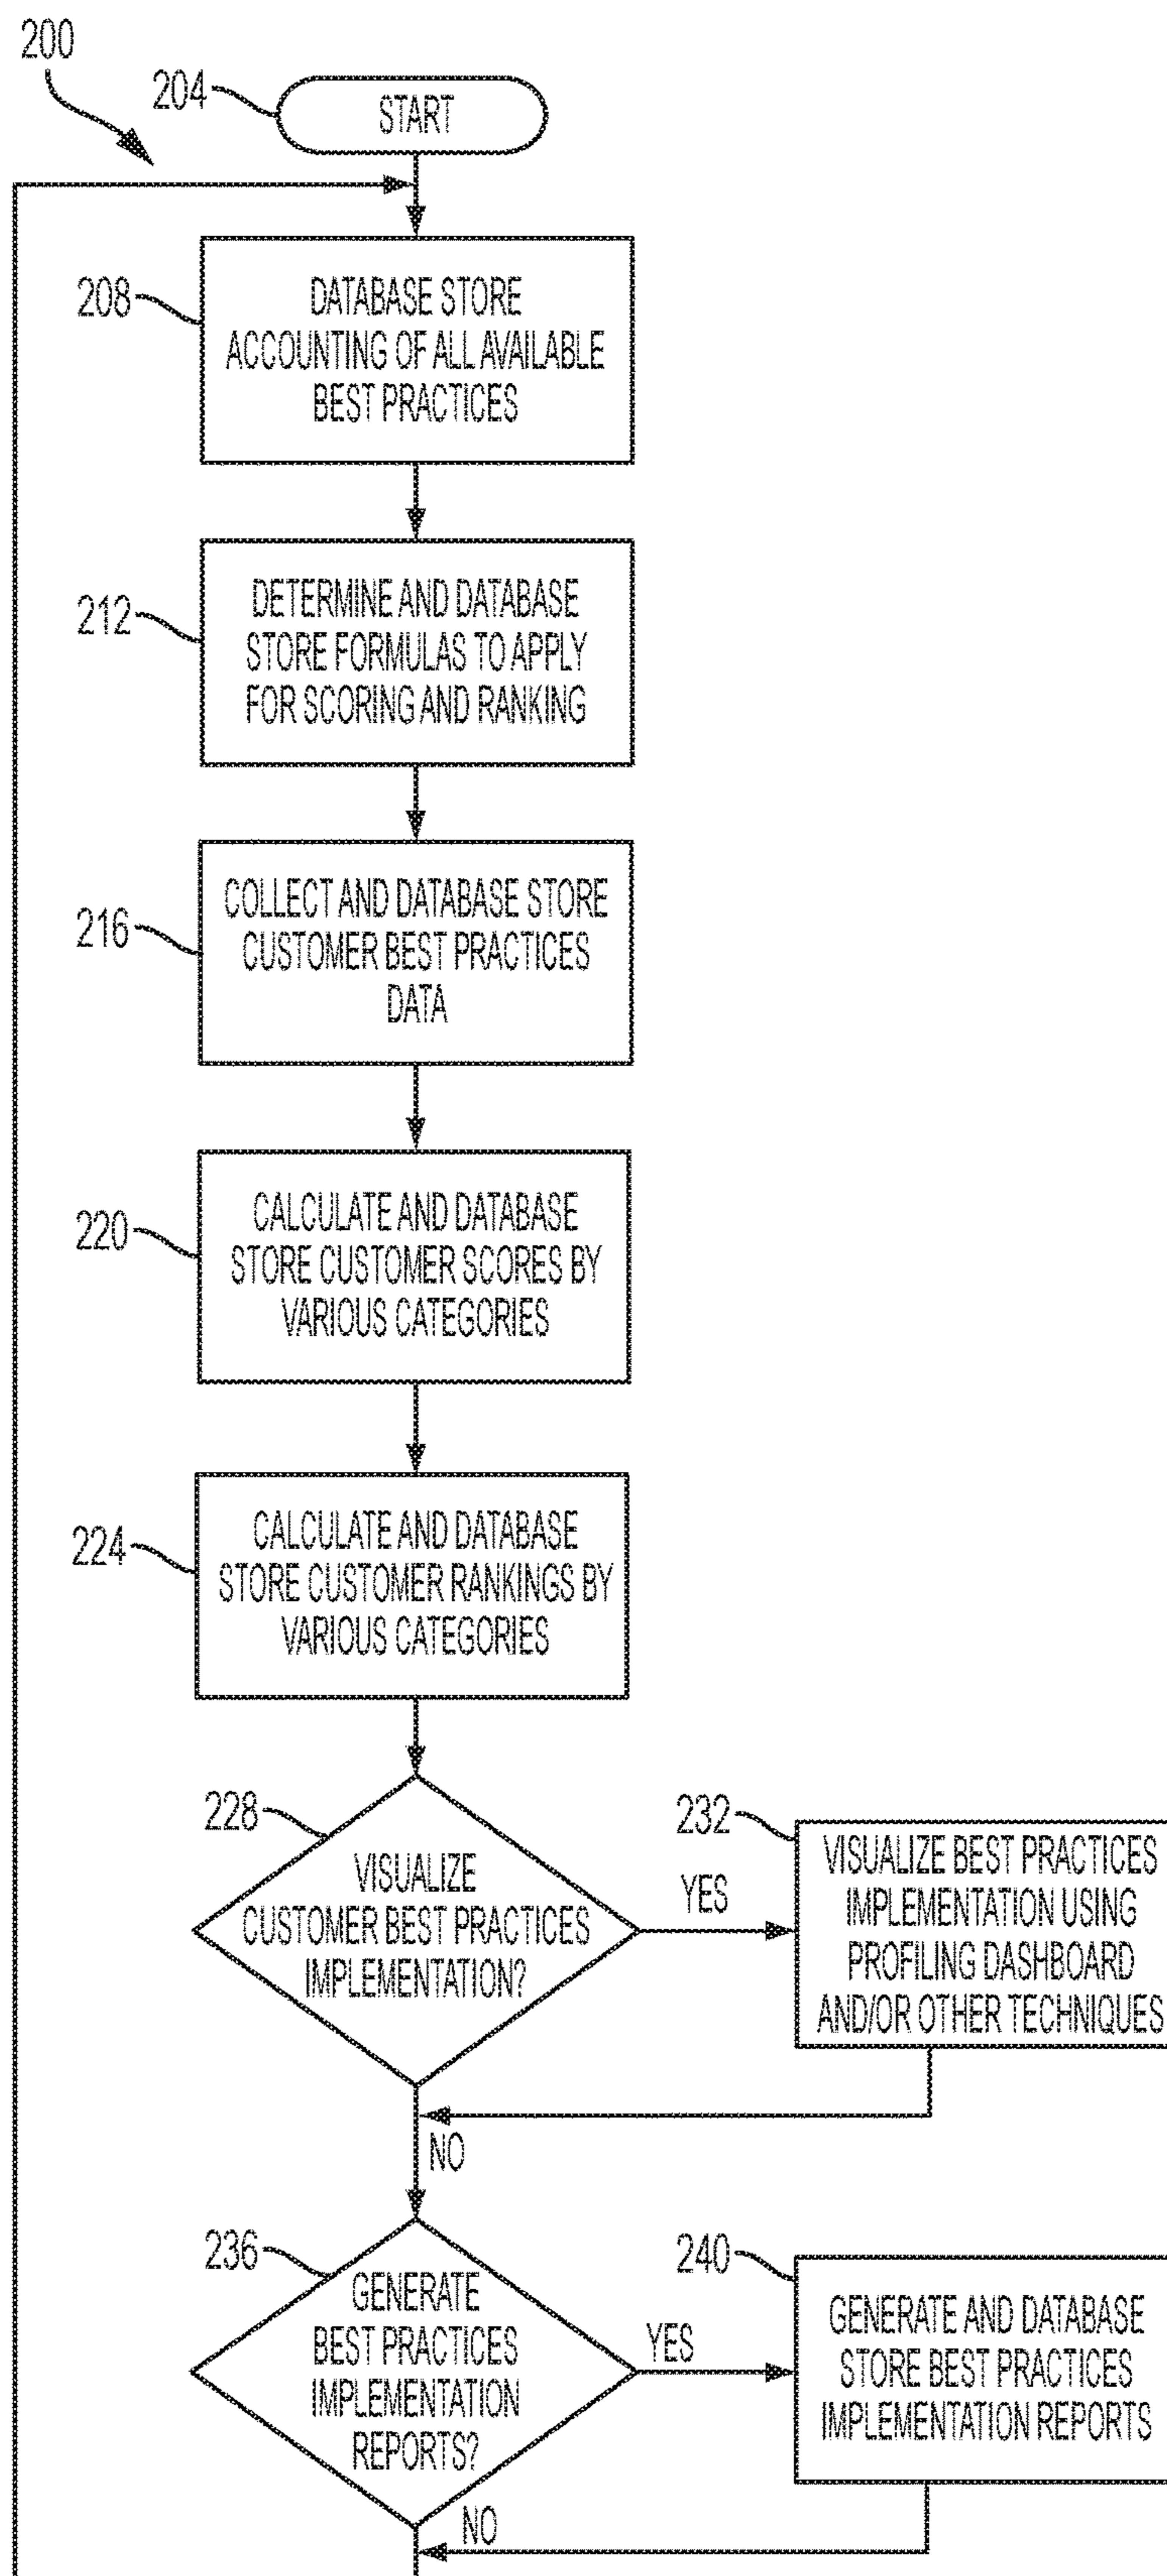 200
204
START
208
DATABASE STORE
ACCOUNTING OF ALL AVAILABLE
BEST PRACTICES
212
DETERMINE AND DATABASE
STORE FORMULAS TO APPLY
FOR SCORING AND RANKING
216
COLLECT AND DATABASE STORE
CUSTOMER BEST PRACTICES
DATA
220
CALCULATE AND DATABASE
STORE CUSTOMER SCORES BY
VARIOUS CATEGORIES
224
CALCULATE AND DATABASE
STORE CUSTOMER RANKINGS BY
VARIOUS CATEGORIES
228
VISUALIZE
CUSTOMER BEST PRACTICES
IMPLEMENTATION?
YES
232
VISUALIZE BEST PRACTICES
IMPLEMENTATION USING
PROFILING DASHBOARD
AND/OR OTHER TECHNIQUES
NO
236
GENERATE
BEST PRACTICES
IMPLEMENTATION
REPORTS?
YES
240
GENERATE AND DATABASE
STORE BEST PRACTICES
IMPLEMENTATION REPORTS
NO